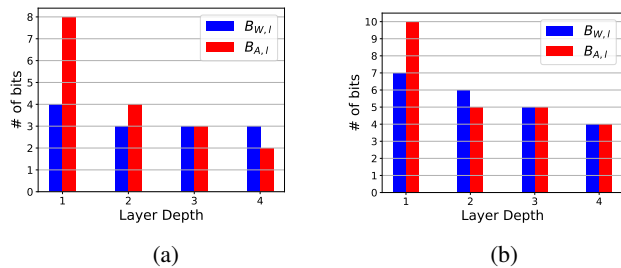 8
7
6
5
4
3
2
1
0
# of bits
B_{W,l}
B_{A,l}
1 2 3 4
Layer Depth
(a)
10
9
8
7
6
5
4
3
2
1
0
# of bits
B_{W,l}
B_{A,l}
1 2 3 4
Layer Depth
(b)